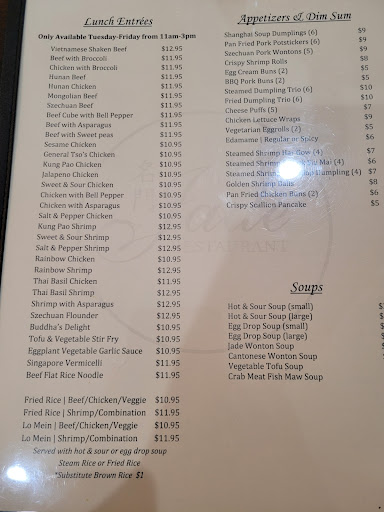 Lunch Entrées
Only Available Tuesday-Friday from 11am-3pm
Vietnamese Shaken Beef $12.95
Beef with Broccoli $11.95
Chicken with Broccoli $11.95
Hunan Beef $11.95
Hunan Chicken $11.95
Mongolian Beef $11.95
Szechuan Beef $11.95
Beef Cube with Bell Pepper $11.95
Beef with Asparagus $11.95
Beef with Sweet peas $11.95
Sesame Chicken $10.95
General Tso's Chicken $10.95
Kung Pao Chicken $10.95
Jalapeno Chicken $10.95
Sweet & Sour Chicken $10.95
Chicken with Bell Pepper $10.95
Chicken with Asparagus $10.95
Salt & Pepper Chicken $10.95
Kung Pao Shrimp $12.95
Sweet & Sour Shrimp $12.95
Salt & Pepper Shrimp $12.95
Rainbow Chicken $10.95
Rainbow Shrimp $12.95
Thai Basil Chicken $11.95
Thai Basil Shrimp $12.95
Shrimp with Asparagus $12.95
Szechuan Flounder $12.95
Buddha's Delight $10.95
Tofu & Vegetable Stir Fry $10.95
Eggplant Vegetable Garlic Sauce $10.95
Singapore Vermicelli $11.95
Beef Flat Rice Noodle $11.95
Fried Rice | Beef/Chicken/Veggie $10.95
Fried Rice | Shrimp/Combination $11.95
Lo Mein | Beef/Chicken/Veggie $10.95
Lo Mein | Shrimp/Combination $11.95
Served with hot & sour or egg drop soup
Steam Rice or Fried Rice
*Substitute Brown Rice $1
Appetizers & Dim Sum
Shanghai Soup Dumplings (6) $9
Pan Fried Pork Potstickers (6) $9
Szechuan Pork Wontons (5) $9
Crispy Shrimp Rolls $8
Egg Cream Buns (2) $5
BBQ Pork Buns (2) $5
Steamed Dumpling Trio (6) $10
Fried Dumpling Trio (6) $10
Cheese Puffs (5) $7
Chicken Lettuce Wraps $9
Vegetarian Eggrolls (2) $5
Edamame | Regular or Spicy $6
Steamed Shrimp Har Gow (4) $7
Steamed Shrimp Mai (4) $6
Steamed Dumpling (4) $7
Golden Shrimp Balls $8
Pan Fried Chicken Buns (2) $6
Crispy Scallion Pancake $5
RESTAURANT
Soups
Hot & Sour Soup (small)
Hot & Sour Soup (large)
Egg Drop Soup (small)
Egg Drop Soup (large)
Jade Wonton Soup
Cantonese Wonton Soup
Vegetable Tofu Soup
Crab Meat Fish Maw Soup